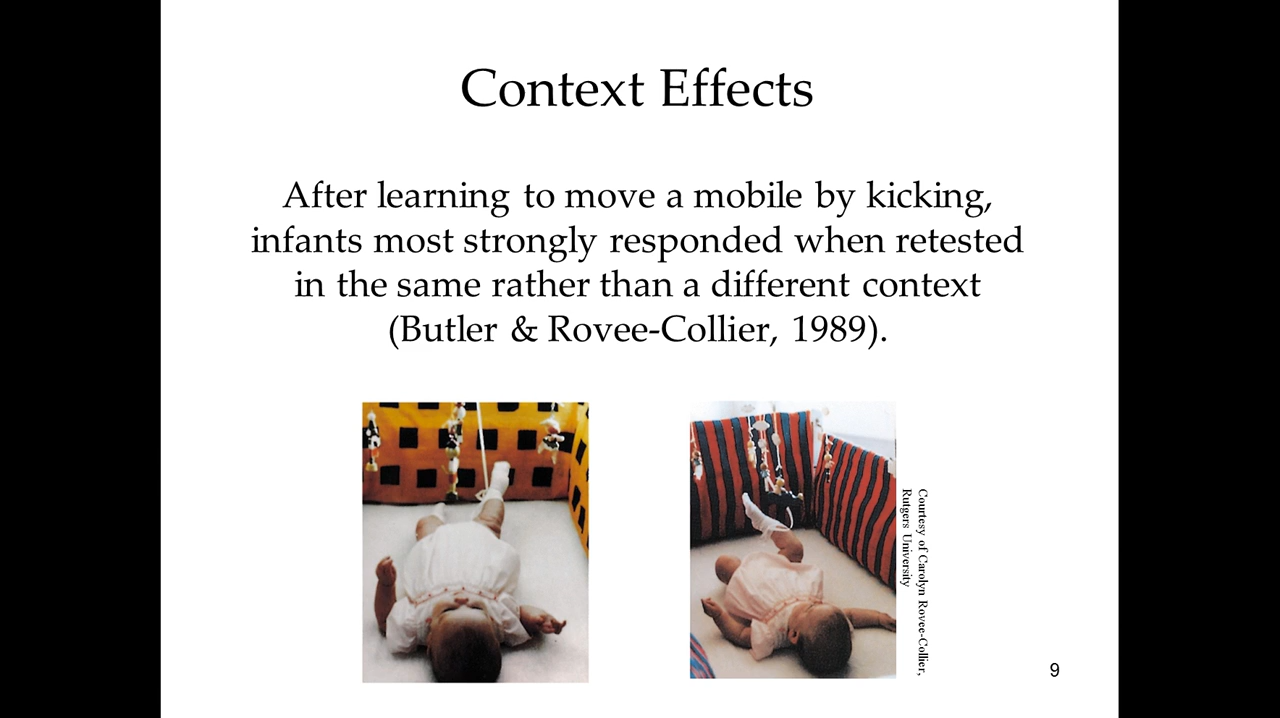 Context Effects
After learning to move a mobile by kicking,
infants most strongly responded when retested
in the same rather than a different context
(Butler & Rovee-Collier, 1989).
Courtesy of Carolyn Rovee-Collier,
Rutgers University
9